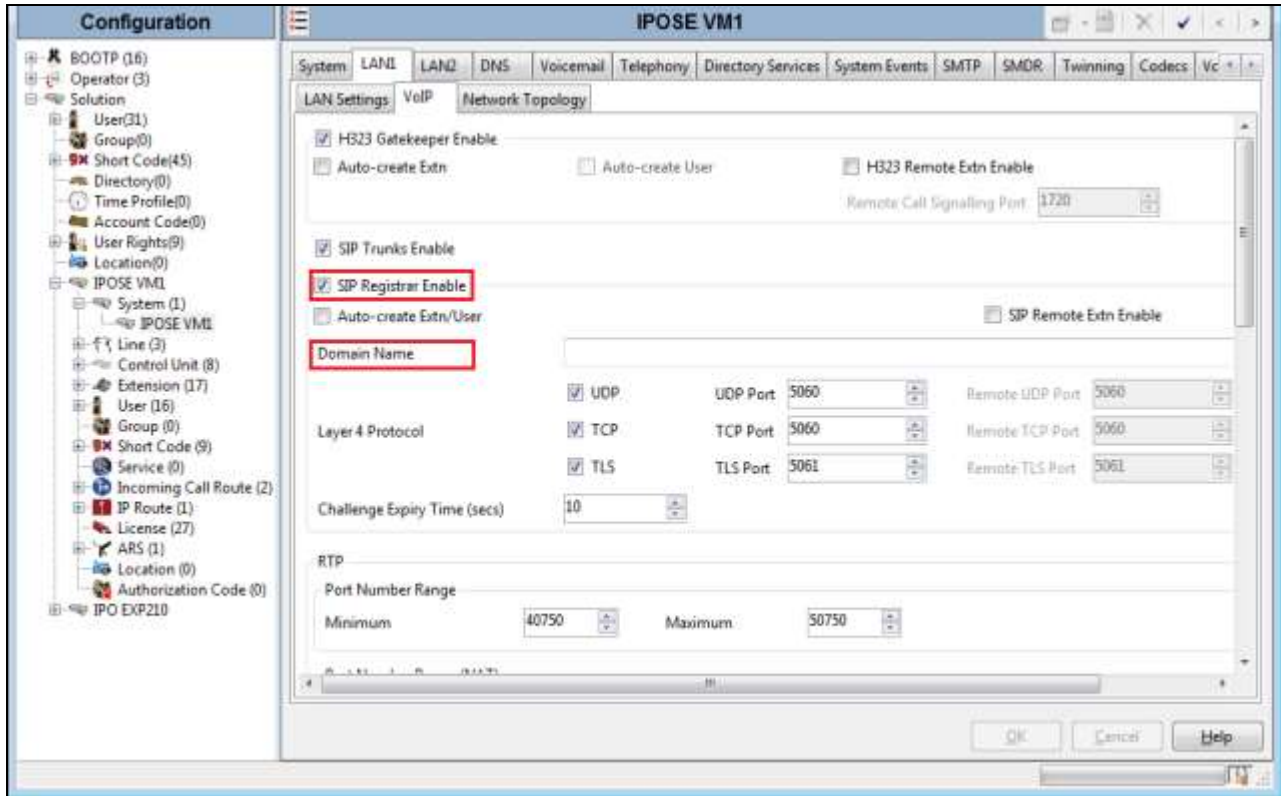 Configuration
BOOTP (16)
Operator (3)
Solution
User(31)
Group(0)
Short Code(45)
Directory(0)
Time Profile(0)
Account Code(0)
User Rights(9)
Location(0)
IPOSE VM1
System (1)
IPOSE VM1
Line (3)
Control Unit (8)
Extension (17)
User (16)
Group (0)
Short Code (9)
Service (0)
Incoming Call Route (2)
IP Route (1)
License (27)
ARS (1)
Location (0)
Authorization Code (0)
IPO EXP210
IPOSE VM1
System LAN1 LAN2 DNS Voicemail Telephony Directory Services System Events SMTP SMDR Twinning Codecs
LAN Settings VoIP Network Topology
H323 Gatekeeper Enable
Auto-create Extn Auto-create User H323 Remote Extn Enable
Remote Call Signalling Port 1720
SIP Trunks Enable
SIP Registrar Enable
Auto-create Extn/User SIP Remote Extn Enable
Domain Name
UDP UDP Port 5060 Remote UDP Port 5060
Layer 4 Protocol TCP TCP Port 5060 Remote TCP Port 5060
TLS TLS Port 5061 Remote TLS Port 5061
Challenge Expiry Time (secs) 10
RTP
Port Number Range
Minimum 40750 Maximum 50750
OK Cancel Help